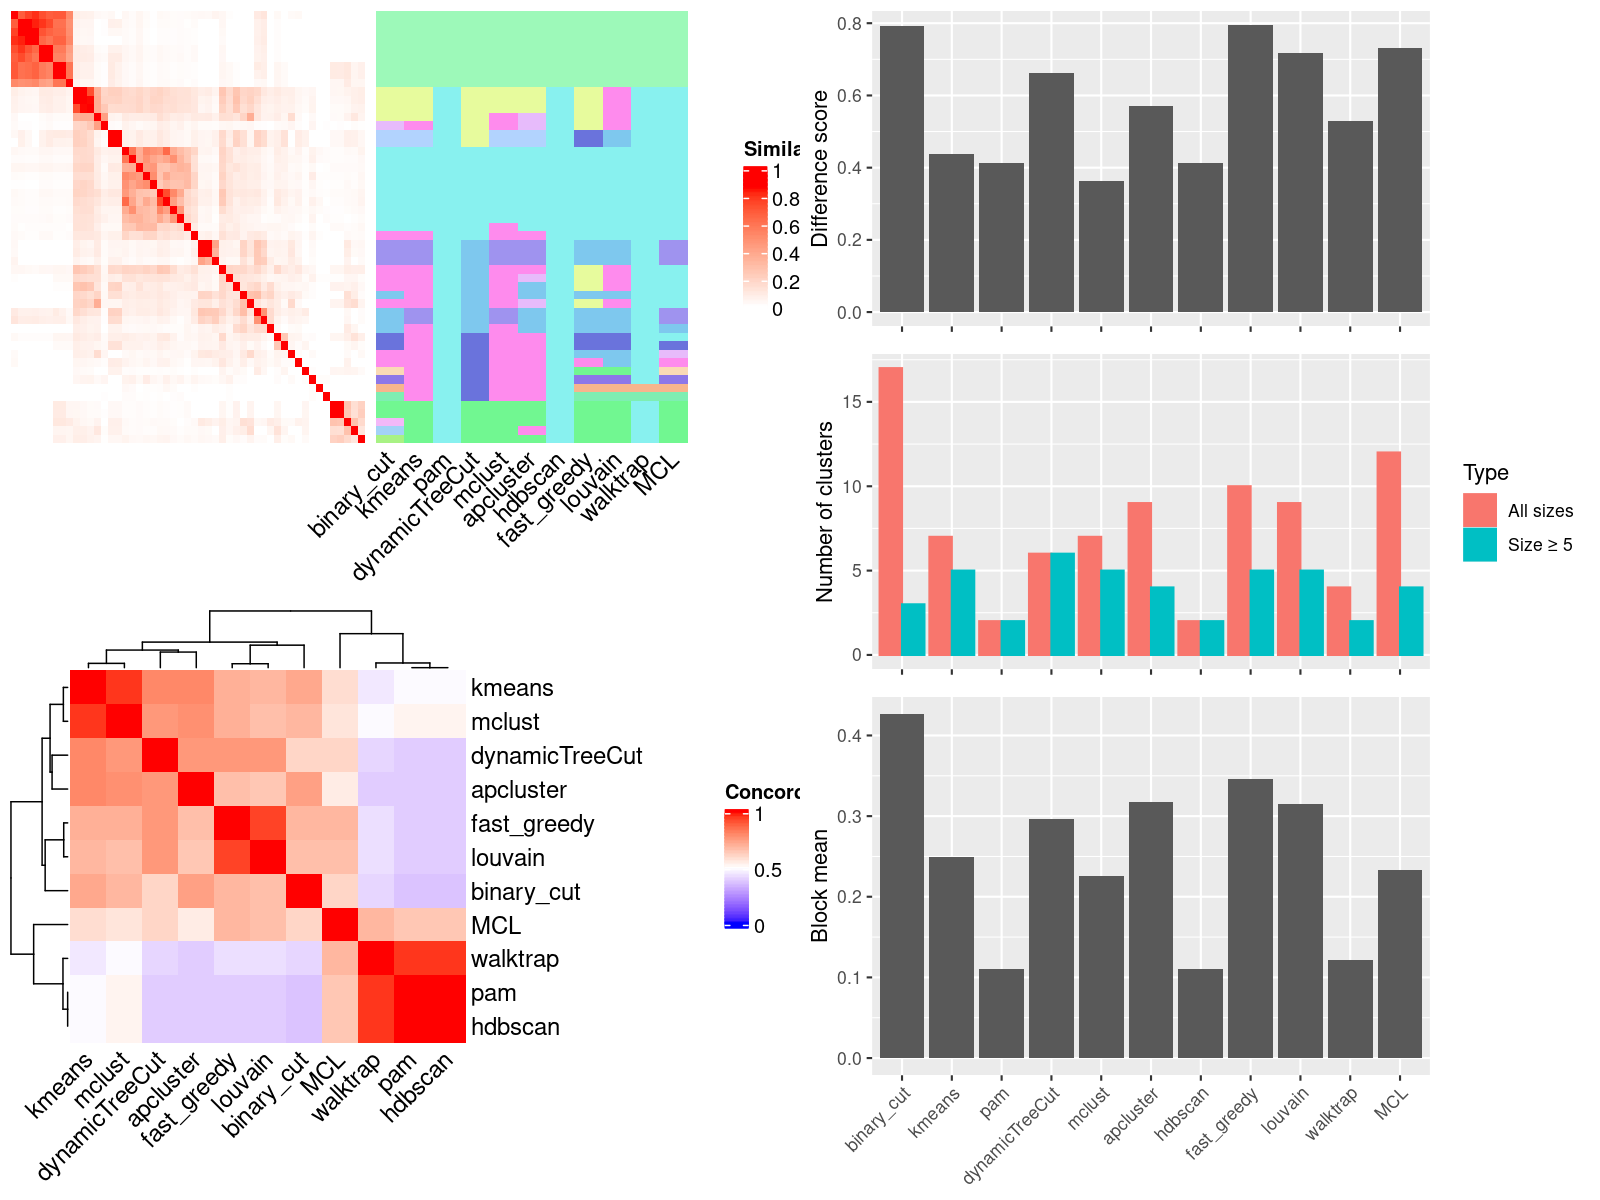 Simila
1
0.8
0.6
0.4
0.2
0
binary_cut
kmeans
pam
dynamicTreeCut
mclust
apcluster
hdbscan
fast_greedy
louvain
walktrap
MCL
kmeans
mclust
dynamicTreeCut
apcluster
fast_greedy
louvain
binary_cut
MCL
walktrap
pam
hdbscan
kmeans
mclust
dynamicTreeCut
apcluster
fast_greedy
louvain
binary_cut
MCL
walktrap
pam
hdbscan
Concord
1
0.5
0
Difference score
0.8
0.6
0.4
0.2
0.0
Number of clusters
15
10
5
0
Type
All sizes
Size ≥ 5
Block mean
0.4
0.3
0.2
0.1
0.0
binary_cut
kmeans
pam
dynamicTreeCut
mclust
apcluster
hdbscan
fast_greedy
louvain
walktrap
MCL